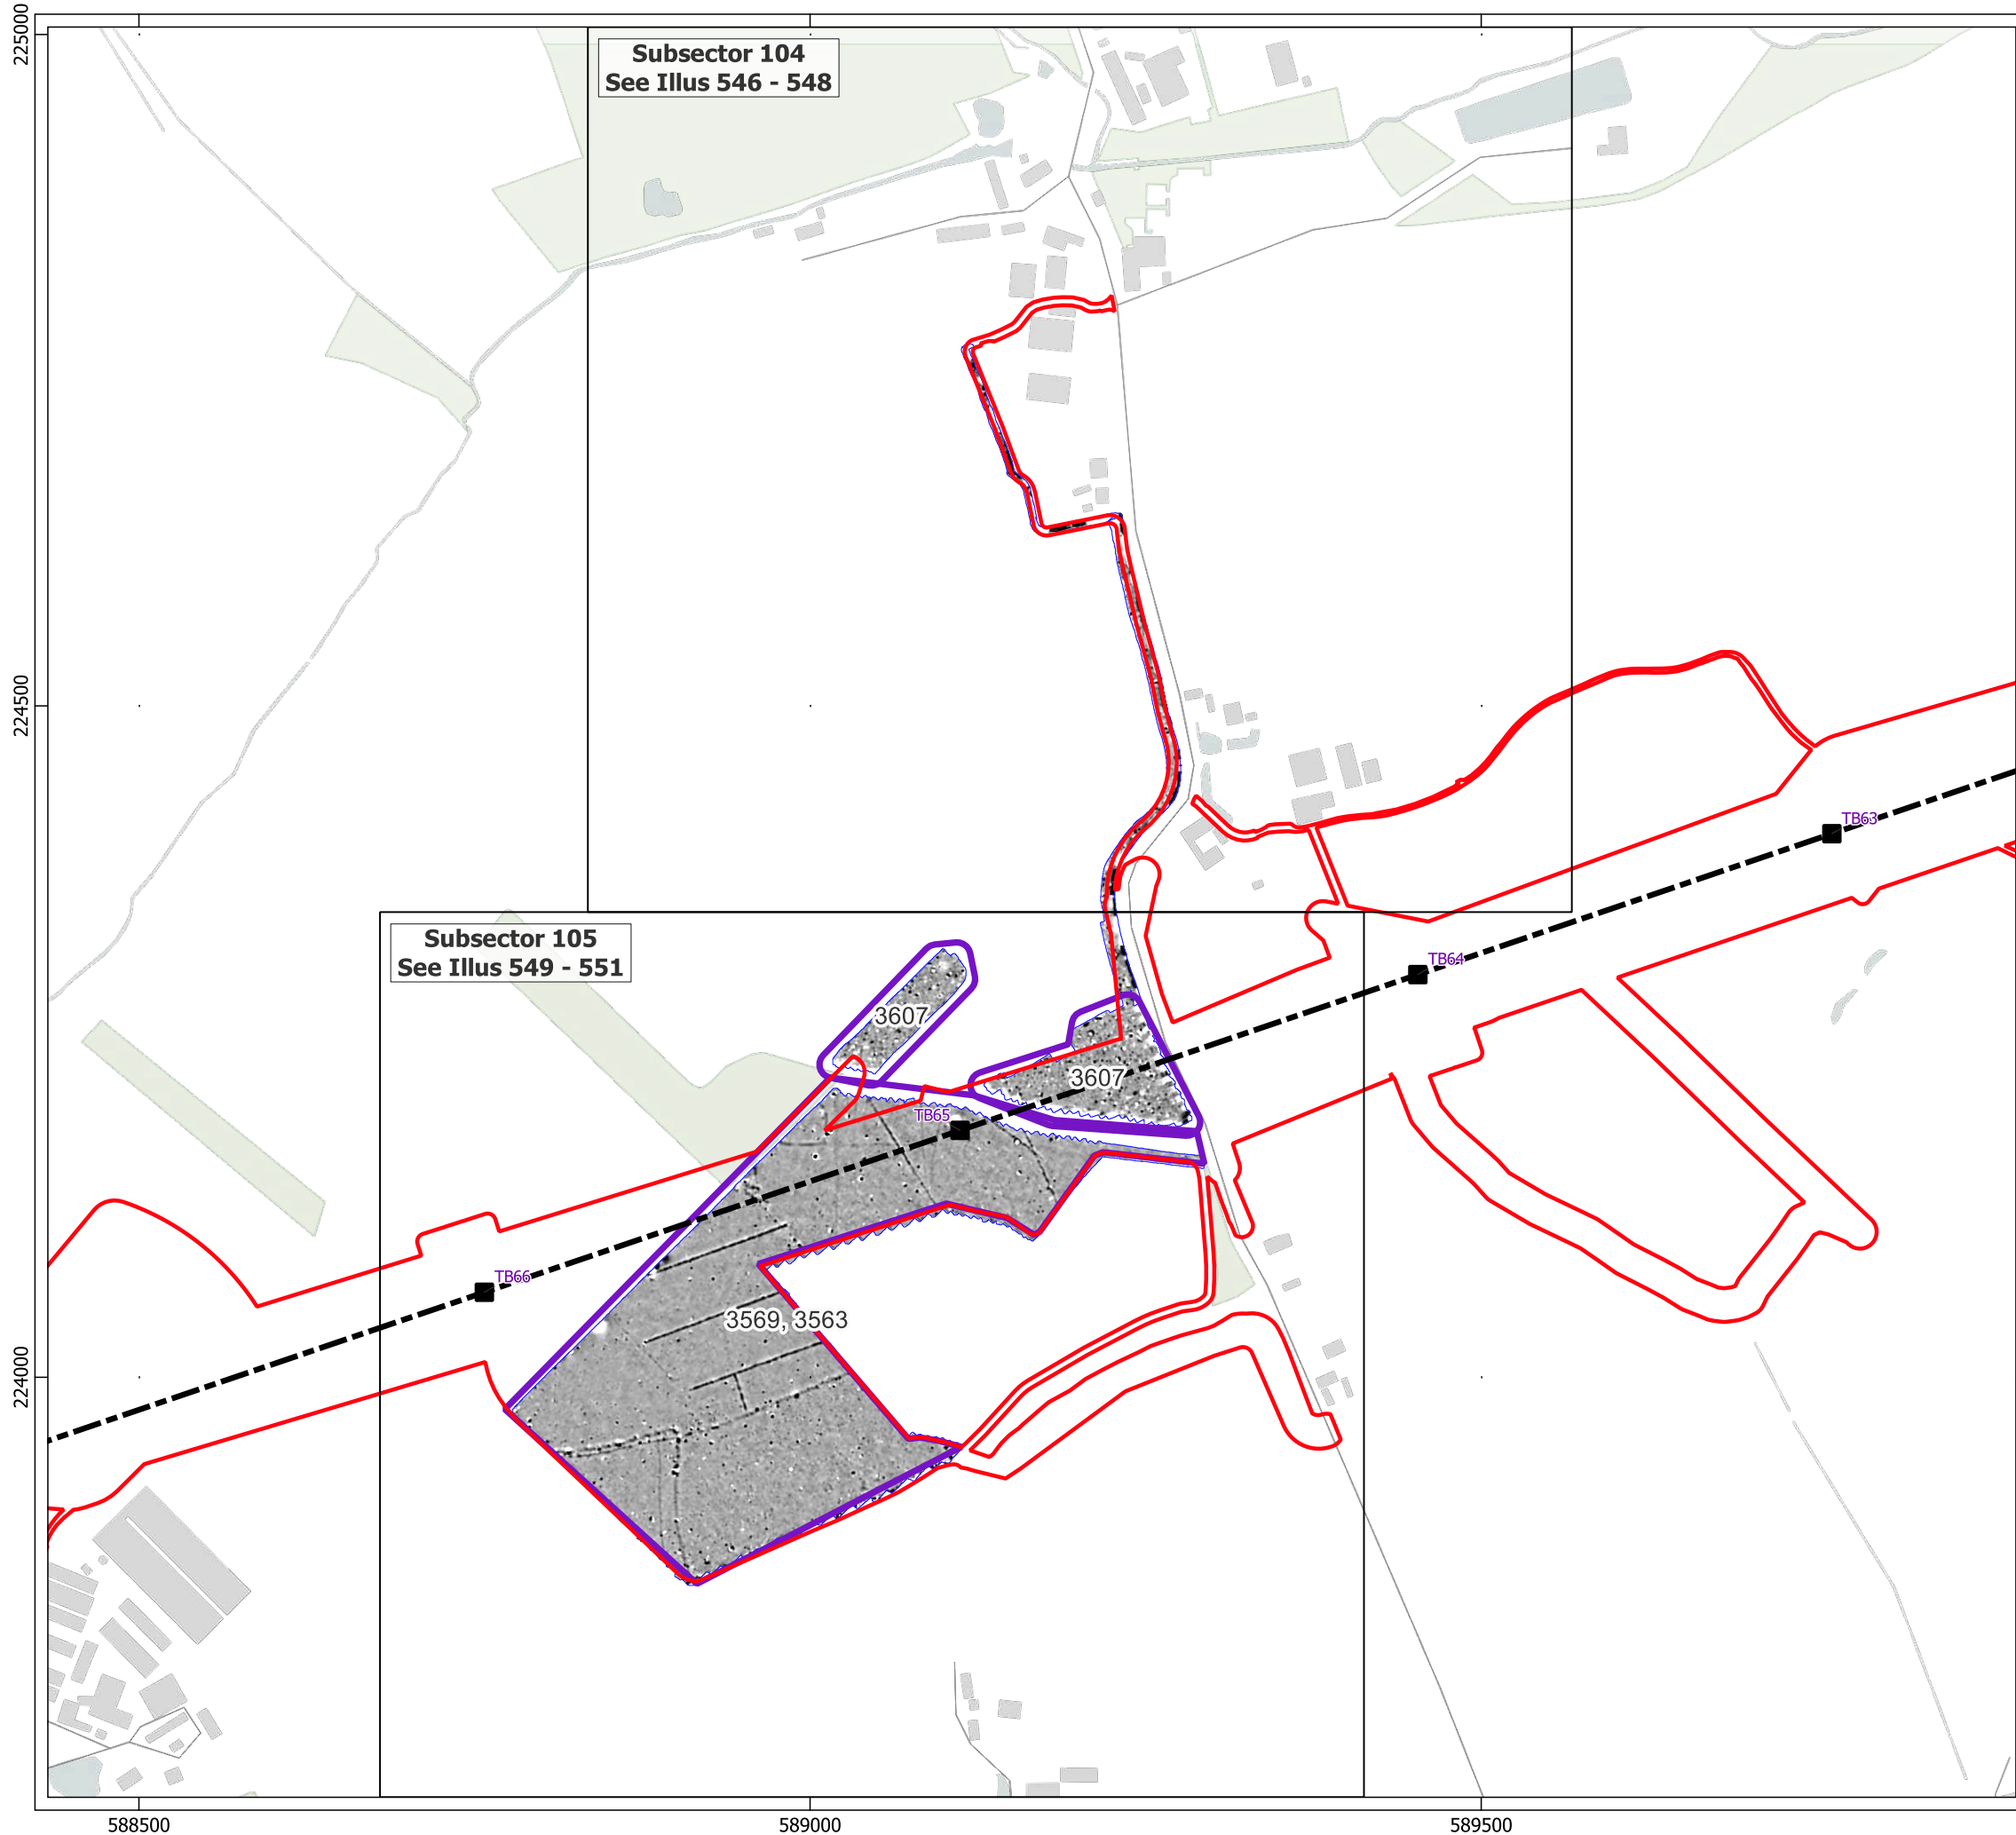 225000
Subsector 104
See Illus 546 - 548
224500
TB63
Subsector 105
See Illus 549 - 551
TB64
3607
3607
TB65
TB66
3569, 3563
224000
588500
589000
589500